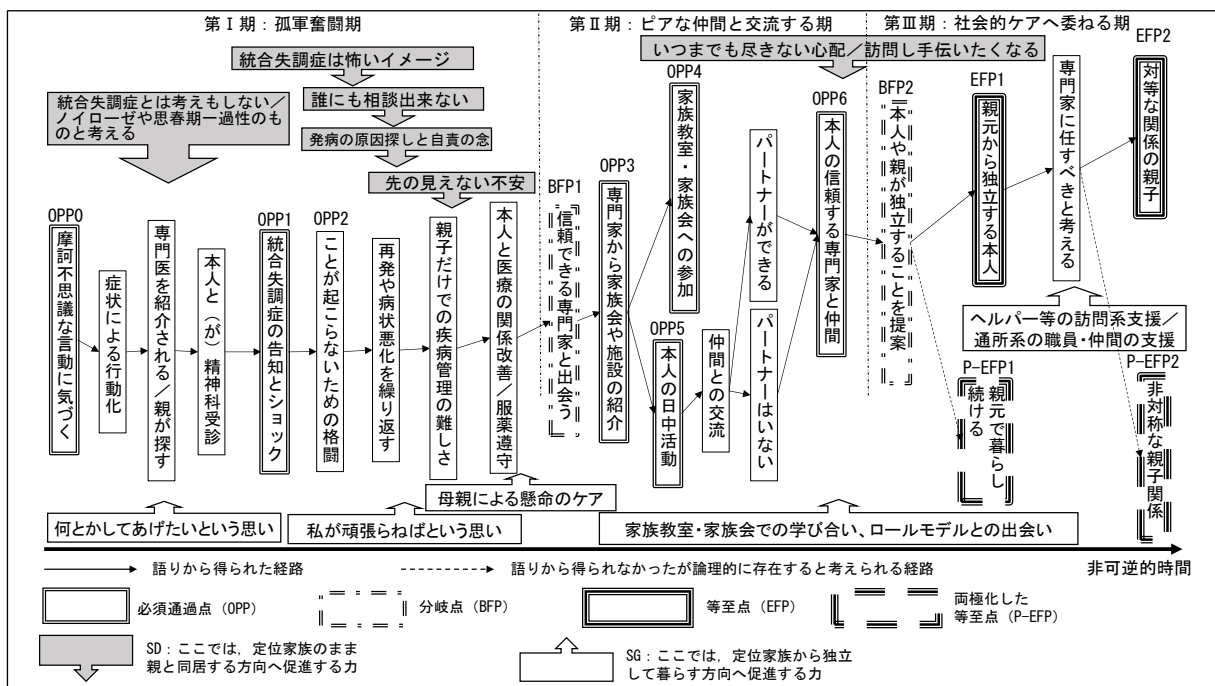 第Ⅰ期：孤軍奮闘期
第Ⅱ期：ピアな仲間と交流する期
第Ⅲ期：社会的ケアへ委ねる期
統合失調症は怖いイメージ
統合失調症とは考えもしない／
ノイローゼや思春期一過性のも
のと考える
誰にも相談出来ない
発病の原因探しと自責の念
先の見えない不安
いつまでも尽きない心配／訪問し手伝いたくなる
OPP0
摩訶不思議な言動に気づく
症状による行動化
専門医を紹介される／親が探す
本人と（が）精神科受診
OPP1
統合失調症の告知とショック
OPP2
ことが起こらないための格闘
再発や病状悪化を繰り返す
親子だけでの疾病管理の難しさ
本人と医療の関係改善／服薬遵守
BFP1
信頼できる専門家と出会う
OPP3
専門家から家族会や施設の紹介
OPP4
家族教室・家族会への参加
OPP5
本人の日中活動
仲間との交流
パートナーができる
パートナーはいない
OPP6
本人の信頼する専門家と仲間
BFP2
本人や親が独立することを提案
EFP1
親元から独立する本人
専門家に任すべきと考える
EFP2
対等な関係の親子
ヘルパー等の訪問系支援／
通所系の職員・仲間の支援
P-EFP1
親元で暮らし
続ける
P-EFP2
非対称な親子関係
母親による懸命のケア
何とかしてあげたいという思い
私が頑張らねばという思い
家族教室・家族会での学び合い、ロールモデルとの出会い
非可逆的時間
語りから得られた経路
語りから得られなかったが論理的に存在すると考えられる経路
必須通過点（OPP）
分岐点（BFP）
等至点（EFP）
両極化した
等至点（P-EFP）
SD：ここでは，定位家族のまま
親と同居する方向へ促進する力
SG：ここでは，定位家族から独立
して暮らす方向へ促進する力